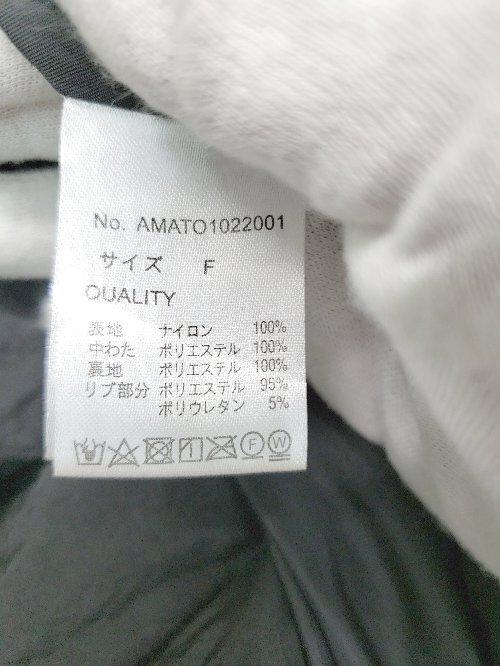 No. AMATO1022001
サイズ F
QUALITY
表地 ナイロン 100%
中わた ポリエステル 100%
裏地 ポリエステル 100%
リブ部分 ポリエステル 95%
ポリウレタン 5%
F W